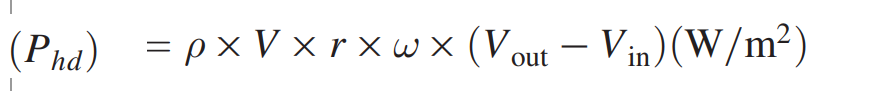 (P_hd) = ρ × V × r × ω × (V_out − V_in)(W/m²)